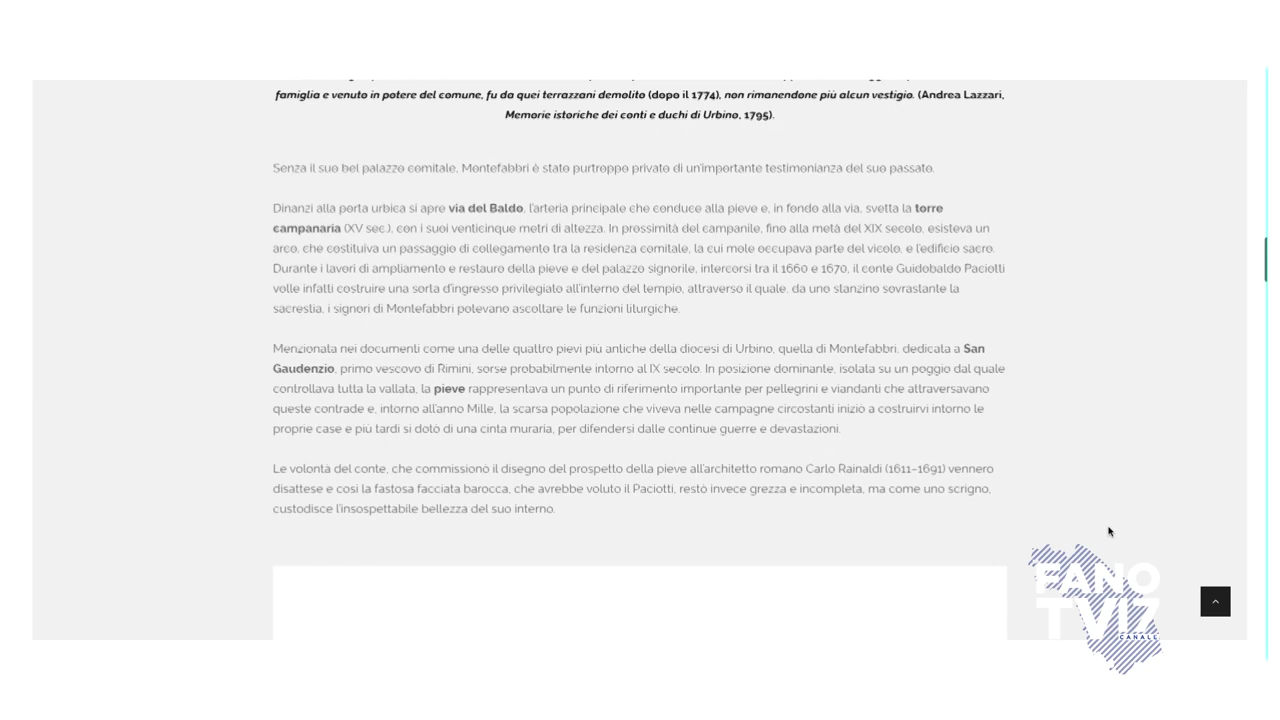 famiglia e venuto in potere del comune, fu da quei terrazzani demolito (dopo il 1774), non rimanendone più alcun vestigio. (Andrea Lazzari,
Memorie istoriche dei conti e duchi di Urbino, 1795).
Senza il suo bel palazzo comitale, Montefabbri è stato purtroppo privato di un'importante testimonianza del suo passato.
Dinanzi alla porta urbica si apre via del Baldo, l'arteria principale che conduce alla pieve e, in fondo alla via, svetta la torre
campanaria (XV sec.), con i suoi venticinque metri di altezza. In prossimità del campanile, fino alla metà del XIX secolo, esisteva un
arco, che costituiva un passaggio di collegamento tra la residenza comitale, la cui mole occupava parte del vicolo, e l'edificio sacro.
Durante i lavori di ampliamento e restauro della pieve e del palazzo signorile, intercorsi tra il 1660 e 1670, il conte Guidobaldo Paciotti
volle infatti costruire una sorta d'ingresso privilegiato all'interno del tempio, attraverso il quale, da uno stanzino sovrastante la
sacrestia, i signori di Montefabbri potevano ascoltare le funzioni liturgiche.
Menzionata nei documenti come una delle quattro pievi più antiche della diocesi di Urbino, quella di Montefabbri, dedicata a San
Gaudenzio, primo vescovo di Rimini, sorse probabilmente intorno al IX secolo. In posizione dominante, isolata su un poggio dal quale
controllava tutta la vallata, la pieve rappresentava un punto di riferimento importante per pellegrini e viandanti che attraversavano
queste contrade e, intorno all'anno Mille, la scarsa popolazione che viveva nelle campagne circostanti iniziò a costruirvi intorno le
proprie case e più tardi si dotò di una cinta muraria, per difendersi dalle continue guerre e devastazioni.
Le volontà del conte, che commissionò il disegno del prospetto della pieve all'architetto romano Carlo Rainaldi (1611–1691) vennero
disattese e così la fastosa facciata barocca, che avrebbe voluto il Paciotti, restò invece grezza e incompleta, ma come uno scrigno,
custodisce l'insospettabile bellezza del suo interno.
FANO
TV17
CANALE